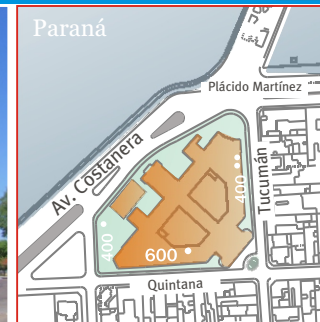 Paraná
Plácido Martínez
Av. Costanera
Tucumán
400
400
600
Quintana